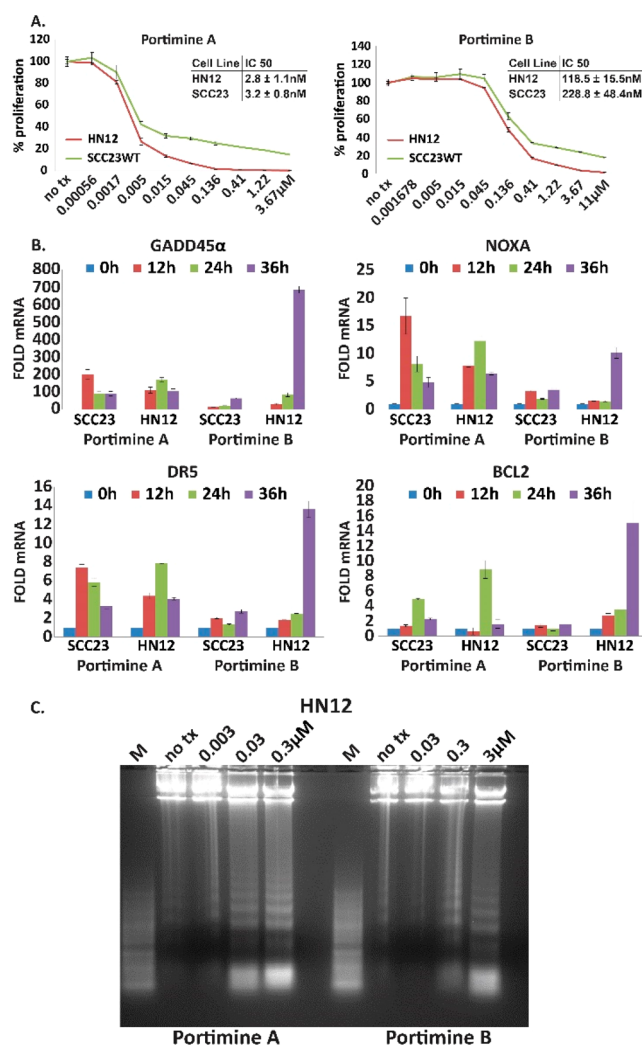 A.
Portimine A
% proliferation
120
100
80
60
40
20
0
Cell Line IC 50
HN12 2.8 ± 1.1nM
SCC23 3.2 ± 0.8nM
HN12
SCC23WT
no tx 0.00056 0.0017 0.005 0.015 0.045 0.136 0.41 1.22 3.67µM
Portimine B
% proliferation
140
120
100
80
60
40
20
0
Cell Line IC 50
HN12 118.5 ± 15.5nM
SCC23 228.8 ± 48.4nM
HN12
SCC23WT
no tx 0.001678 0.005 0.015 0.045 0.136 0.41 1.22 3.67 11µM
B.
GADD45α
0h 12h 24h 36h
FOLD mRNA
800
700
600
500
400
300
200
100
SCC23 HN12 SCC23 HN12
Portimine A Portimine B
NOXA
0h 12h 24h 36h
FOLD mRNA
25
20
15
10
5
0
SCC23 HN12 SCC23 HN12
Portimine A Portimine B
DR5
0h 12h 24h 36h
FOLD mRNA
16
14
12
10
8
6
4
2
0
SCC23 HN12 SCC23 HN12
Portimine A Portimine B
BCL2
0h 12h 24h 36h
FOLD mRNA
20
18
16
14
12
10
8
6
4
2
0
SCC23 HN12 SCC23 HN12
Portimine A Portimine B
C.
HN12
M no tx 0.003 0.03 0.3µM M no tx 0.03 0.3 3µM
Portimine A Portimine B